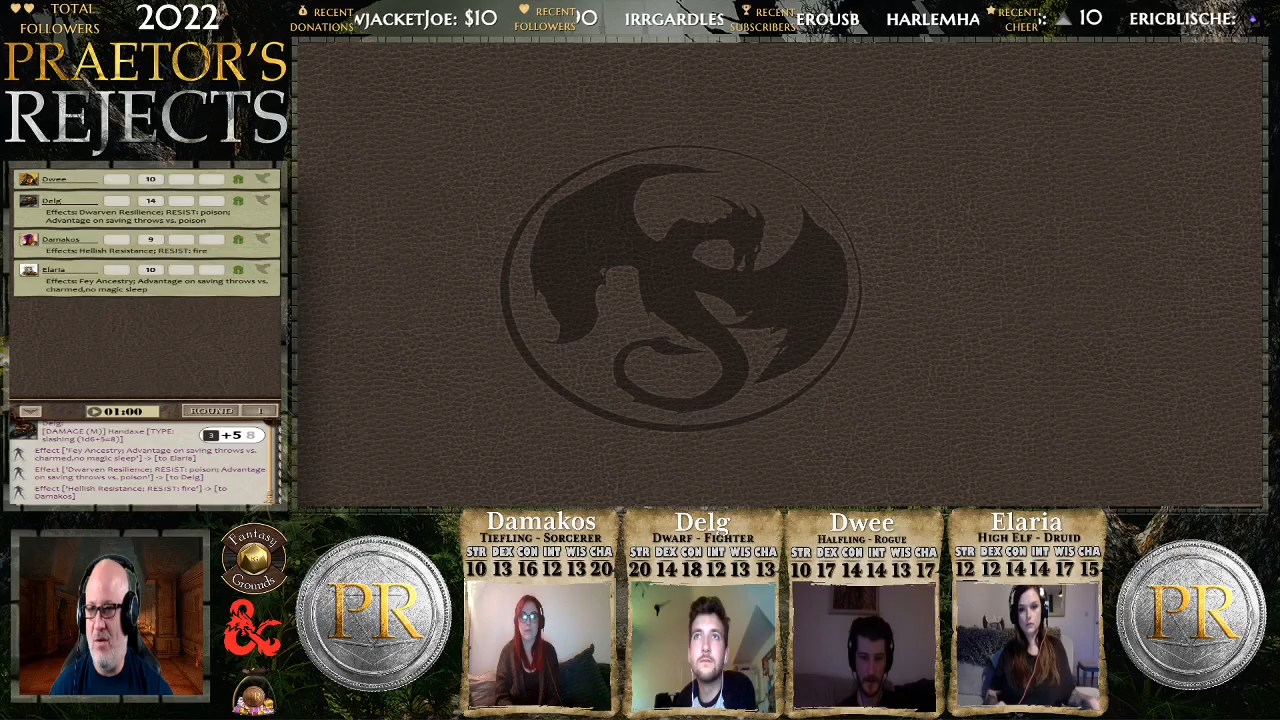 TOTAL FOLLOWERS
2022
RECENT DONATIONS
WJACKETJOE: $10
RECENT FOLLOWERS
IRRGARDLES
RECENT SUBSCRIBERS
EROUSB
HARLEMHA
RECENT CHEER
10
ERICBLISCHE:
PRAETOR'S
REJECTS
Dwee 10
Delg 14
Effects: Dwarven Resilience; RESIST: poison;
Advantage on saving throws vs. poison
Damakos 9
Effects: Hellish Resistance; RESIST: fire
Elaria 10
Effects: Fey Ancestry; Advantage on saving throws vs.
charmed,no magic sleep
01:00
ROUND 1
Delg:
[DAMAGE (M)] Handaxe [TYPE:
slashing (1d6+5=8)]
3 +5 8
Effect ['Fey Ancestry; Advantage on saving throws vs.
charmed,no magic sleep'] -> [to Elaria]
Effect ['Dwarven Resilience; RESIST: poison; Advantage
on saving throws vs. poison'] -> [to Delg]
Effect ['Hellish Resistance; RESIST: fire'] -> [to
Damakos]
Fantasy
Grounds
PR
Damakos
TIEFLING - SORCERER
STR DEX CON INT WIS CHA
10 13 16 12 13 20
Delg
DWARF - FIGHTER
STR DEX CON INT WIS CHA
20 14 18 12 13 13
Dwee
HALFLING - ROGUE
STR DEX CON INT WIS CHA
10 17 14 14 13 17
Elaria
HIGH ELF - DRUID
STR DEX CON INT WIS CHA
12 12 14 14 17 15
PR